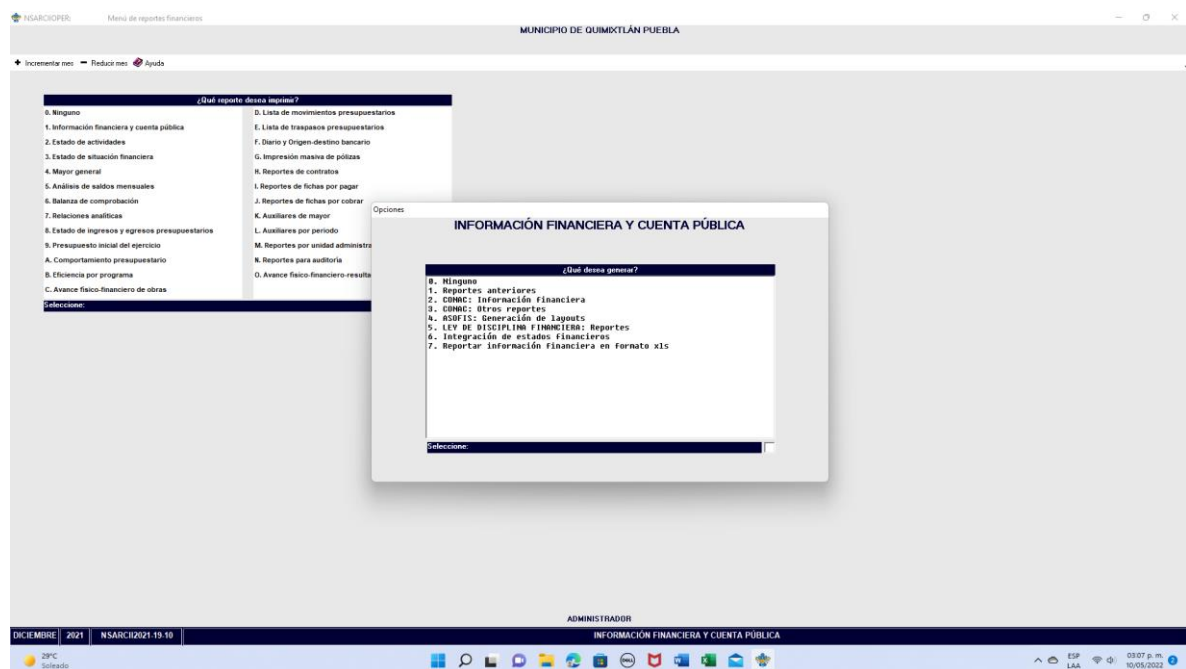 NSARCIIOPER: Menú de reportes financieros
MUNICIPIO DE QUIMIXTLÁN PUEBLA
Incrementar mes Reducir mes Ayuda
¿Qué reporte desea imprimir?
0. Ninguno
1. Información financiera y cuenta pública
2. Estado de actividades
3. Estado de situación financiera
4. Mayor general
5. Análisis de saldos mensuales
6. Balanza de comprobación
7. Relaciones analíticas
8. Estado de ingresos y egresos presupuestarios
9. Presupuesto inicial del ejercicio
A. Comportamiento presupuestario
B. Eficiencia por programa
C. Avance físico-financiero de obras
D. Lista de movimientos presupuestarios
E. Lista de traspasos presupuestarios
F. Diario y Origen-destino bancario
G. Impresión masiva de pólizas
H. Reportes de contratos
I. Reportes de fichas por pagar
J. Reportes de fichas por cobrar
K. Auxiliares de mayor
L. Auxiliares por periodo
M. Reportes por unidad administra
N. Reportes para auditoría
O. Avance físico-financiero-resulta
Seleccione:
Opciones
INFORMACIÓN FINANCIERA Y CUENTA PÚBLICA
¿Qué desea generar?
0. Ninguno
1. Reportes anteriores
2. CONAC: Información financiera
3. CONAC: Otros reportes
4. ASOFIS: Generación de layouts
5. LEY DE DISCIPLINA FINANCIERA: Reportes
6. Integración de estados financieros
7. Reportar información financiera en formato xls
Seleccione:
ADMINISTRADOR
DICIEMBRE 2021 NSARCII2021-19-10 INFORMACIÓN FINANCIERA Y CUENTA PÚBLICA
29°C
Soleado
ESP
LAA
03:07 p. m.
10/05/2022